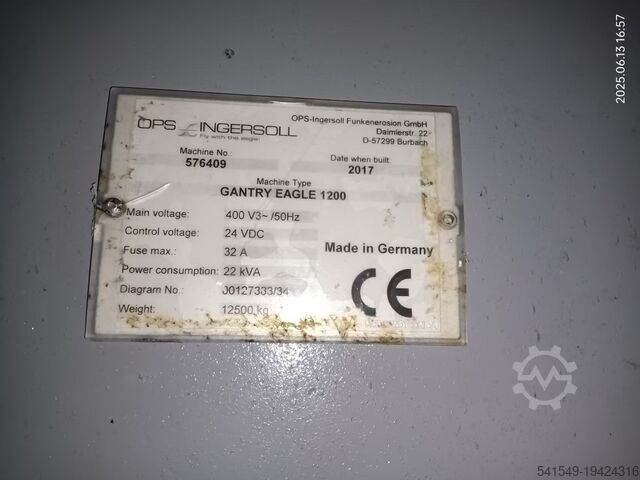 OPS INGERSOLL
Fly with the eagle!
OPS-Ingersoll Funkenerosion GmbH
Daimlerstr. 22
D-57299 Burbach
Machine No.: 576409
Date when built: 2017
Machine Type
GANTRY EAGLE 1200
Main voltage: 400 V3~ /50Hz
Control voltage: 24 VDC
Fuse max.: 32 A
Power consumption: 22 kVA
Diagram No.: J0127333/34
Weight: 12500 kg
Made in Germany
CE
2025.06.13 16:57
541549-19424316